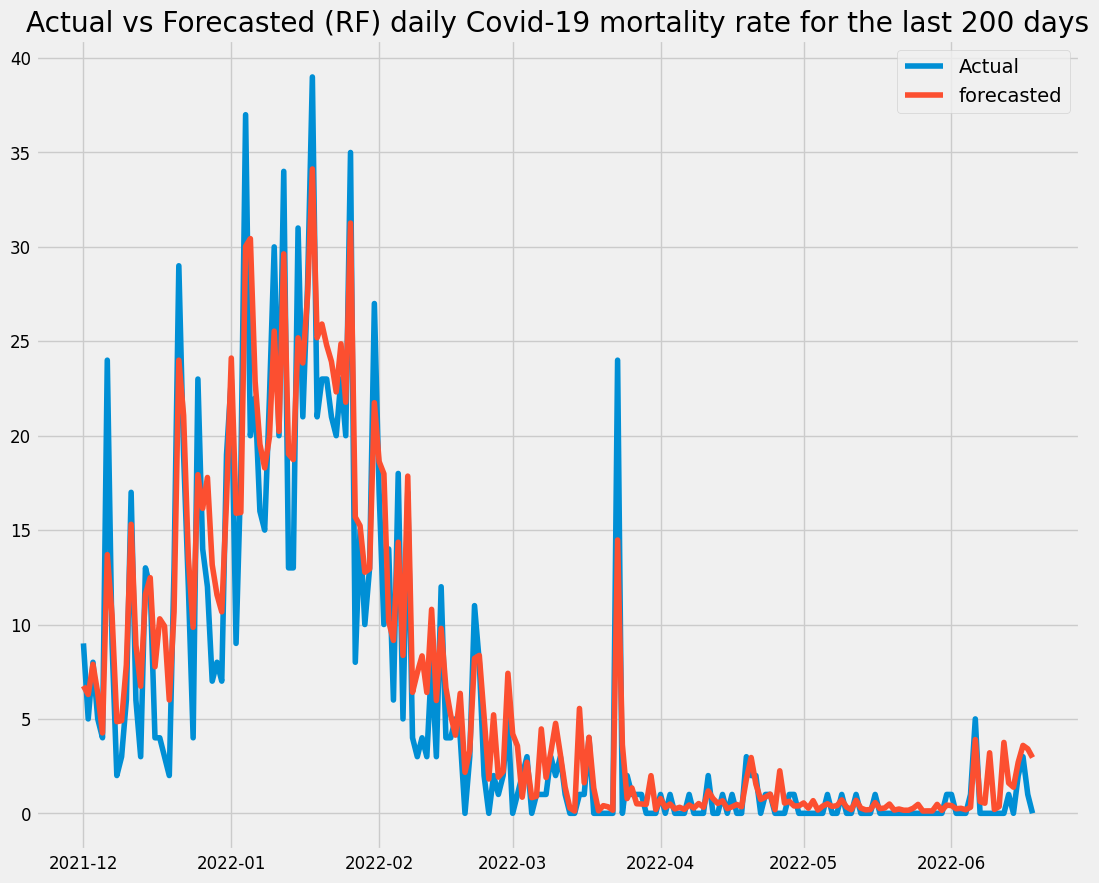 Actual vs Forecasted (RF) daily Covid-19 mortality rate for the last 200 days
Actual
forecasted
40
35
30
25
20
15
10
5
0
2021-12 2022-01 2022-02 2022-03 2022-04 2022-05 2022-06